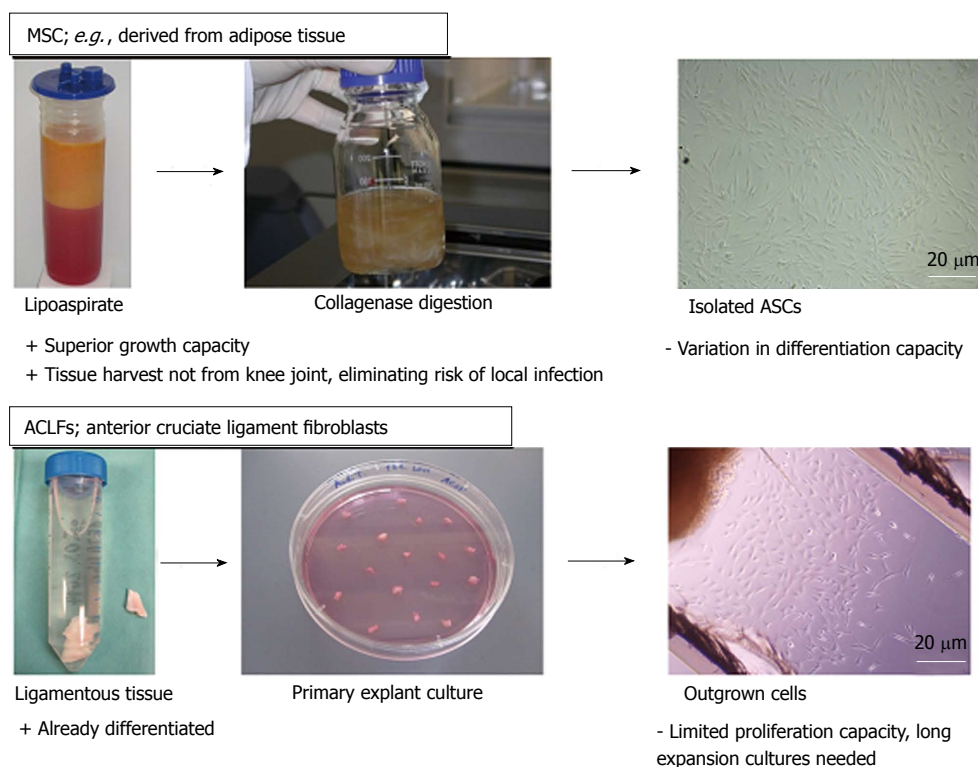 MSC; e.g., derived from adipose tissue
20 μm
Lipoaspirate
Collagenase digestion
Isolated ASCs
+ Superior growth capacity
- Variation in differentiation capacity
+ Tissue harvest not from knee joint, eliminating risk of local infection
ACLFs; anterior cruciate ligament fibroblasts
20 μm
Ligamentous tissue
Primary explant culture
Outgrown cells
+ Already differentiated
- Limited proliferation capacity, long
expansion cultures needed